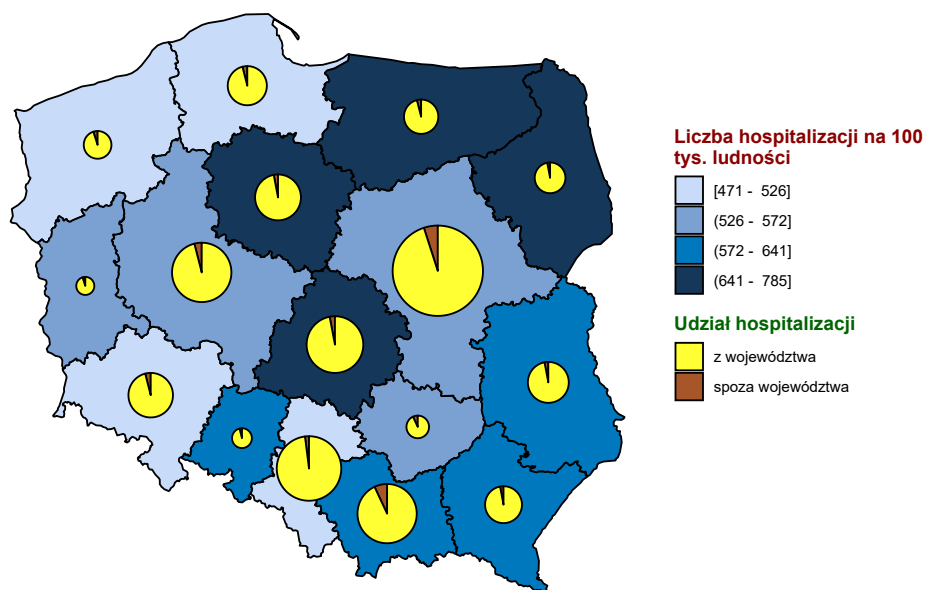 Liczba hospitalizacji na 100
tys. ludności
[471 - 526]
(526 - 572]
(572 - 641]
(641 - 785]
Udział hospitalizacji
z województwa
spoza województwa